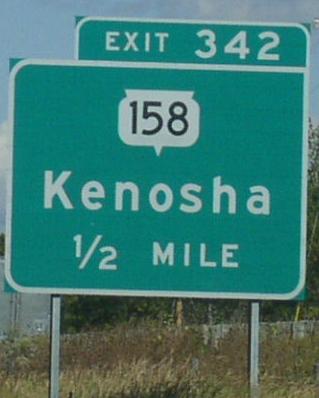 EXIT 342
158
Kenosha
1/2 MILE